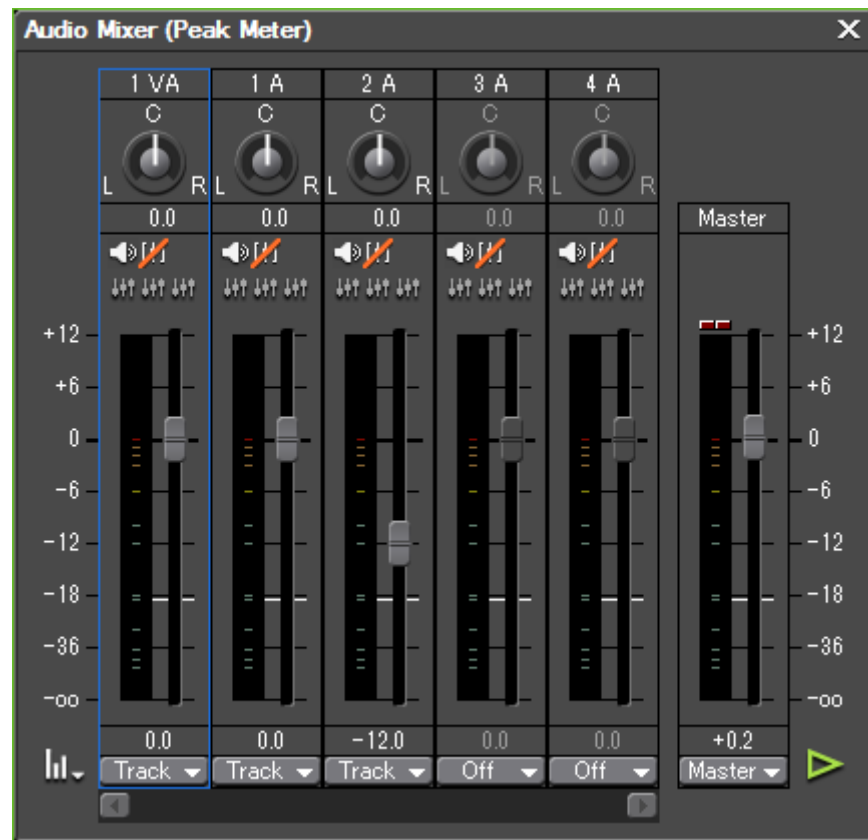 Audio Mixer (Peak Meter)
1 VA 1 A 2 A 3 A 4 A
C C C C C
L R L R L R L R L R
0.0 0.0 0.0 0.0 0.0 Master
+12 +12
+6 +6
0 0
-6 -6
-12 -12
-18 -18
-36 -36
-∞ -∞
0.0 0.0 -12.0 0.0 0.0 +0.2
Track Track Track Off Off Master